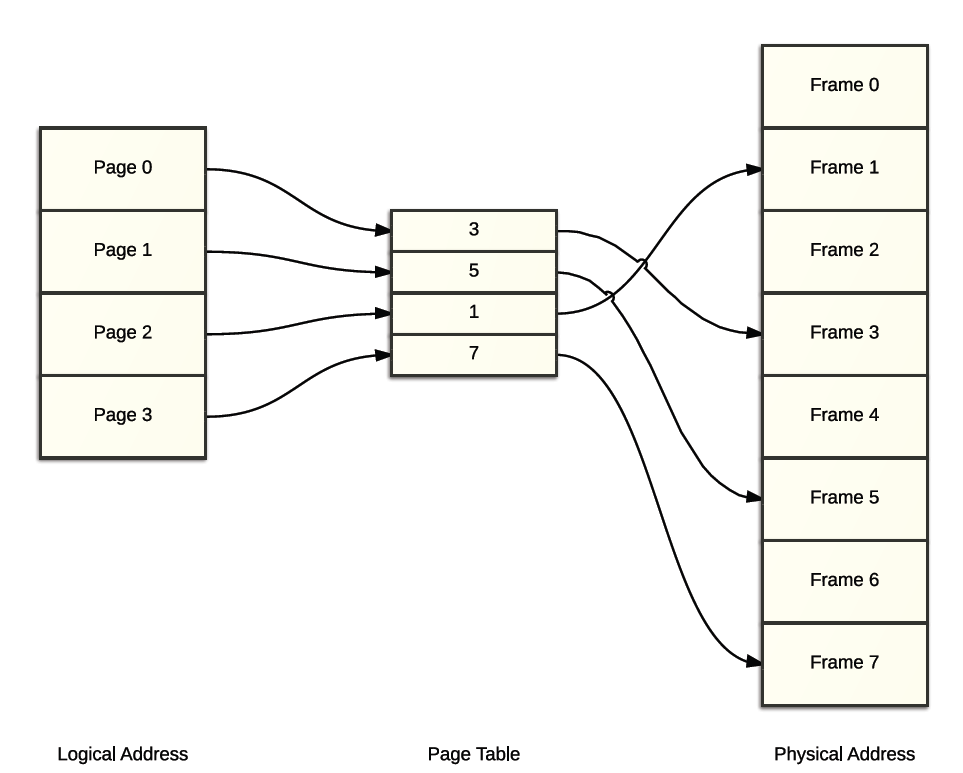 Page 0
Page 1
Page 2
Page 3
3
5
1
7
Frame 0
Frame 1
Frame 2
Frame 3
Frame 4
Frame 5
Frame 6
Frame 7
Logical Address
Page Table
Physical Address